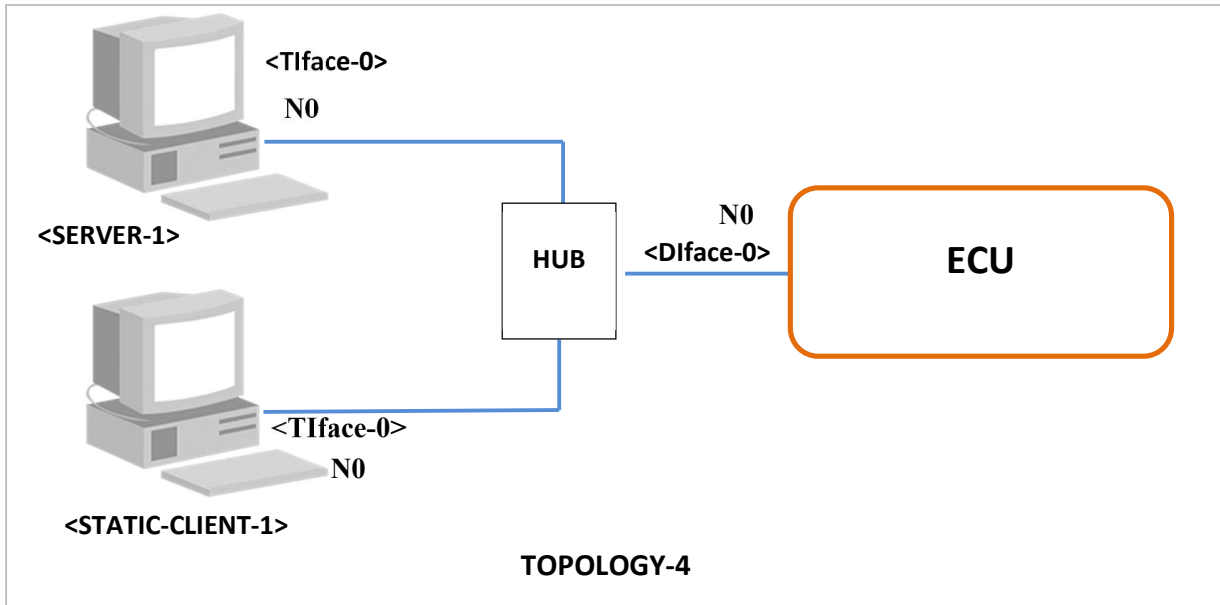 <TIface-0>
N0
<SERVER-1>
HUB
N0
<DIface-0>
ECU
<TIface-0>
N0
<STATIC-CLIENT-1>
TOPOLOGY-4